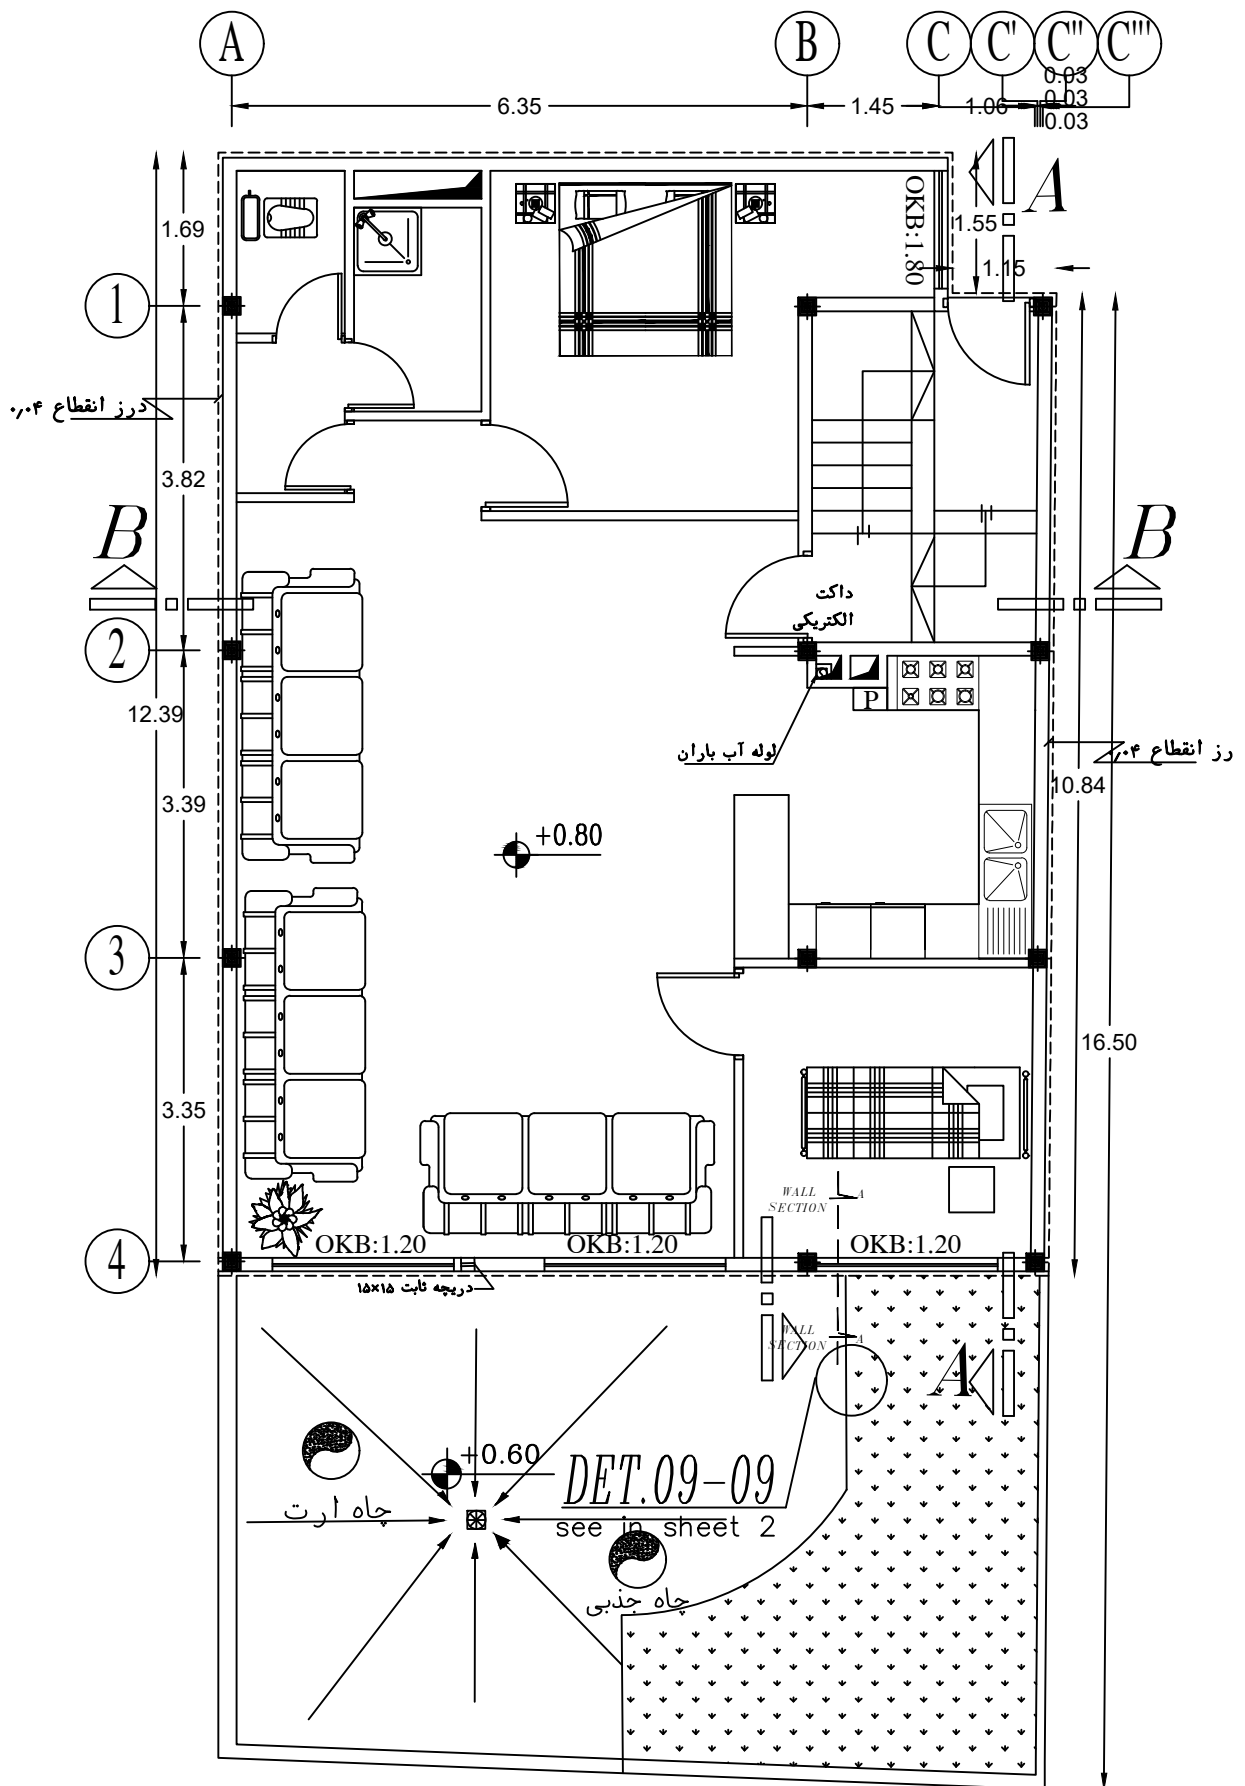 A B C C' C'' C'''
0.03
6.35 1.45 1.06 0.03
0.03
A
1.69
OKB:1.80
1.55
1.15
1
درز انقطاع ۰٫۰۴
3.82
B B
داکت
الکتریکی
2
P
12.39
لوله آب باران
رز انقطاع ۰٫۰۴
10.84
3.39
+0.80
3
16.50
3.35
WALL
SECTION
A
OKB:1.20 OKB:1.20 OKB:1.20
4
دریچه ثابت ۱۵×۱۵
WALL
SECTION
A
A
+0.60
DET.09-09
چاه ارت
see in sheet 2
چاه جذبی